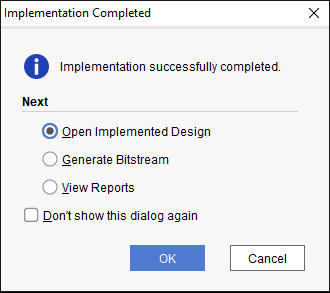 Implementation Completed
Implementation successfully completed.
Next
Open Implemented Design
Generate Bitstream
View Reports
Don't show this dialog again
OK
Cancel